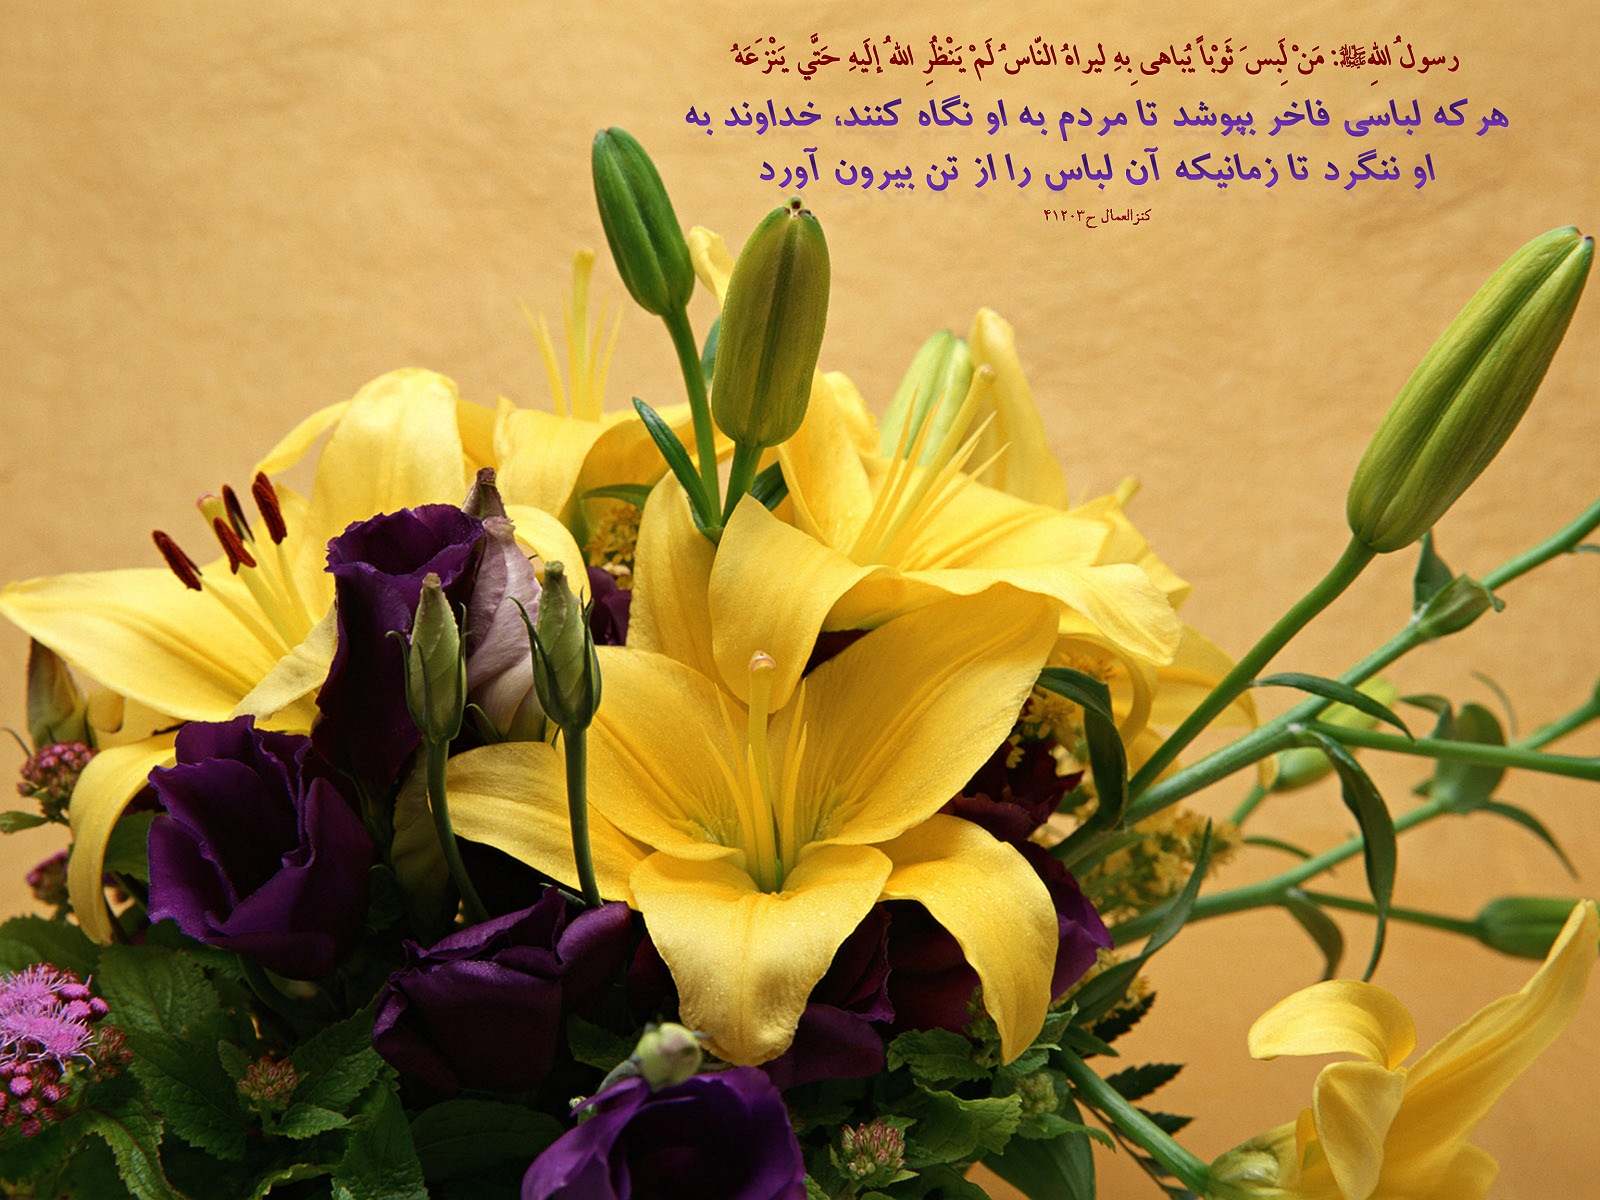 رسولُ اللهِﷺ: مَنْ لَبِسَ ثَوْباً يُباهی بِهِ لیراهُ النّاسُ لَمْ يَنْظُرِ اللهُ إلَيهِ حَتَّي يَنْزَعَهُ
هر که لباسی فاخر بپوشد تا مردم به او نگاه کنند، خداوند به
او ننگرد تا زمانیکه آن لباس را از تن بیرون آورد
کنزالعمال ح۴۱۲۰۳